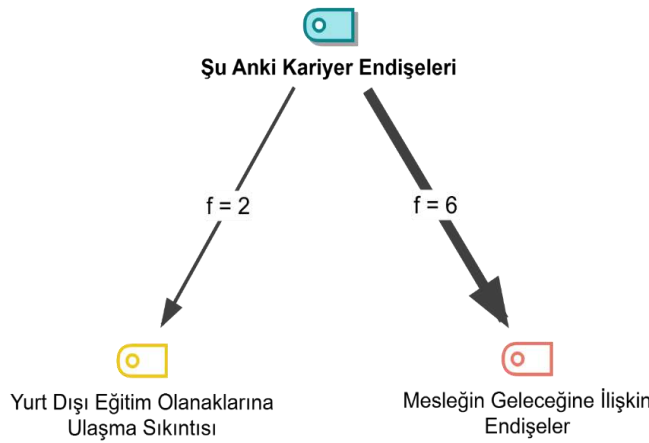 Şu Anki Kariyer Endişeleri
f = 2
f = 6
Yurt Dışı Eğitim Olanaklarına
Ulaşma Sıkıntısı
Mesleğin Geleceğine İlişkin
Endişeler